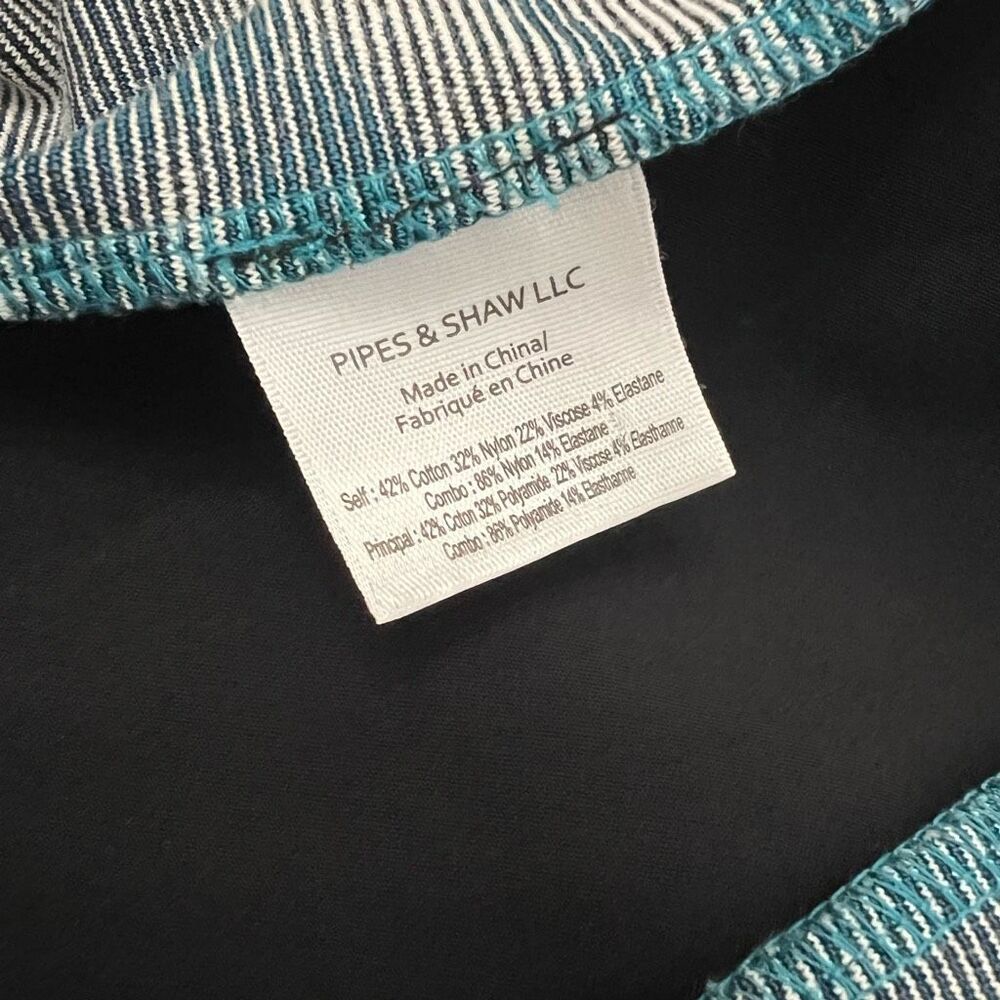 PIPES & SHAW LLC
Made in China/
Fabriqué en Chine
Self : 42% Cotton 32% Nylon 22% Viscose 4% Elastane
Combo : 86% Nylon 14% Elastane
Principal : 42% Coton 32% Polyamide 22% Viscose 4% Elasthanne
Combo : 86% Polyamide 14% Elasthanne